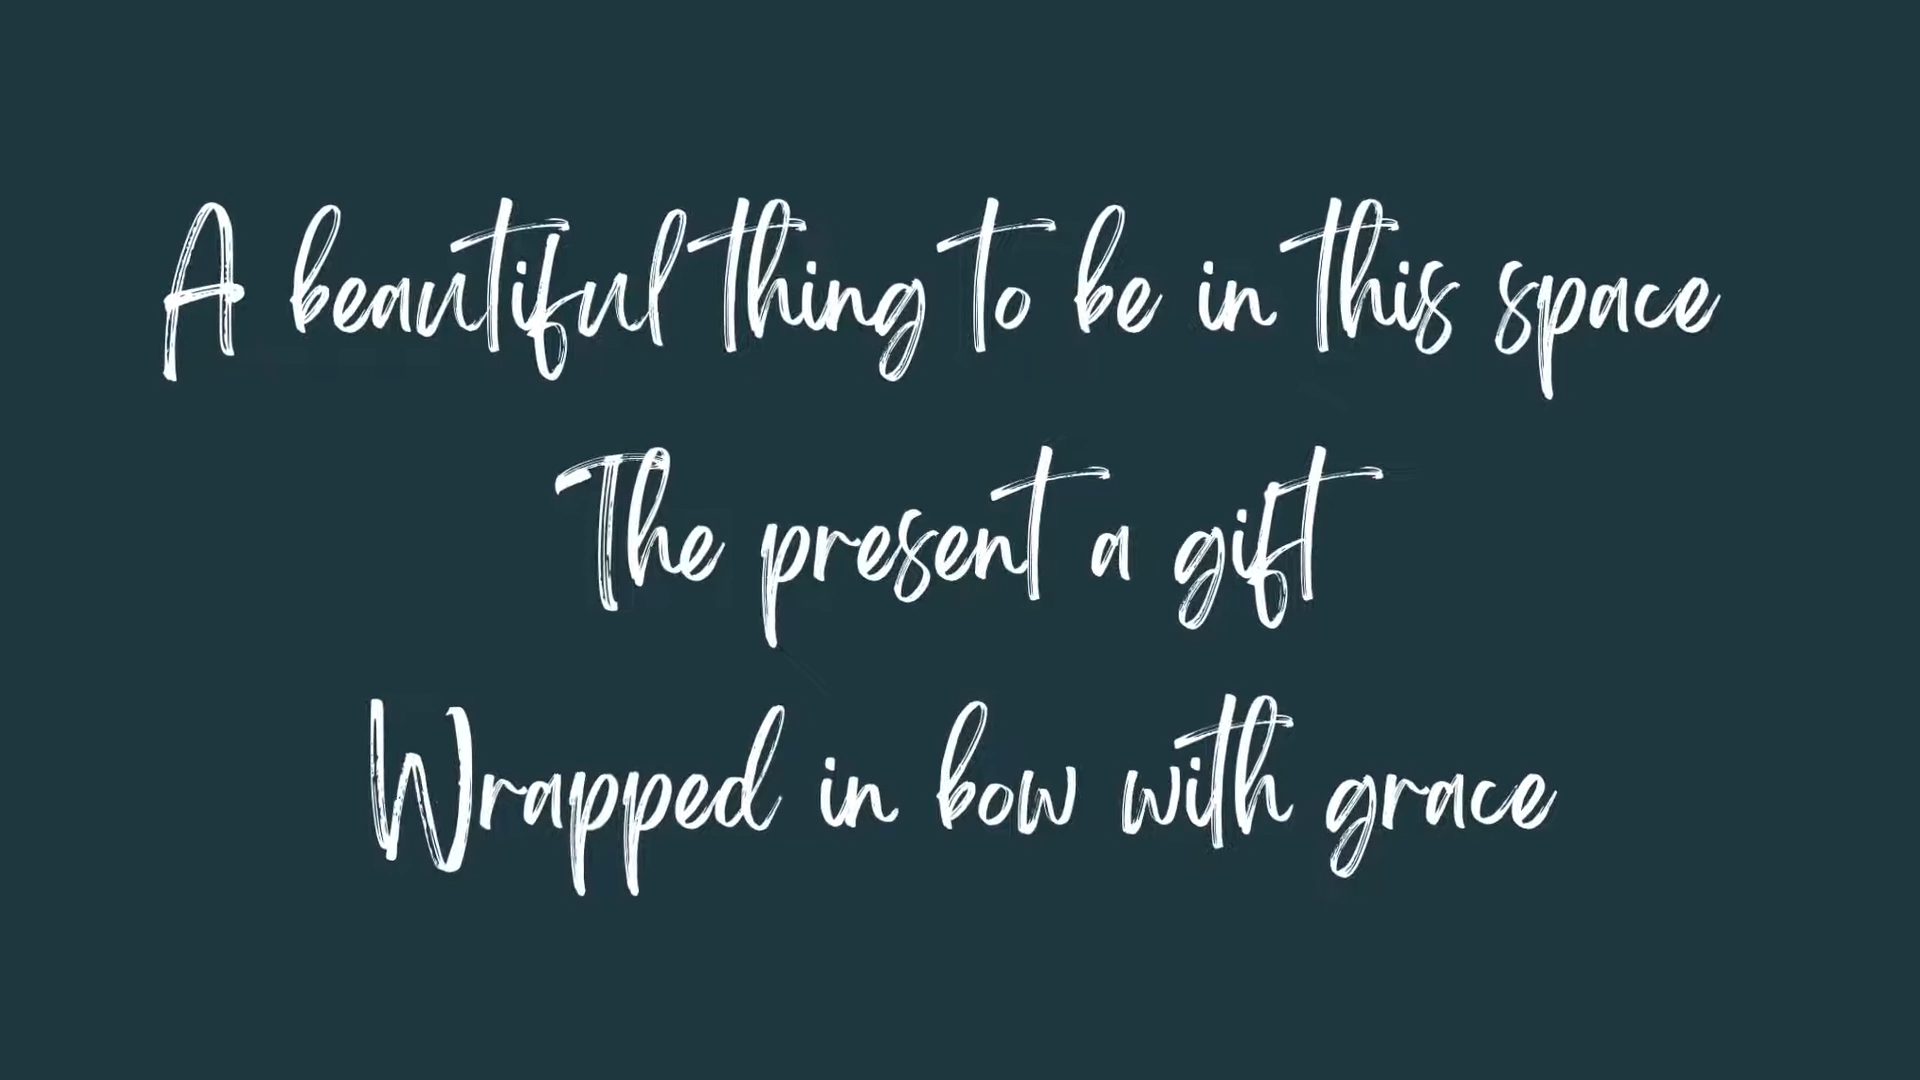 A beautiful thing to be in this space
The present a gift
Wrapped in bow with grace